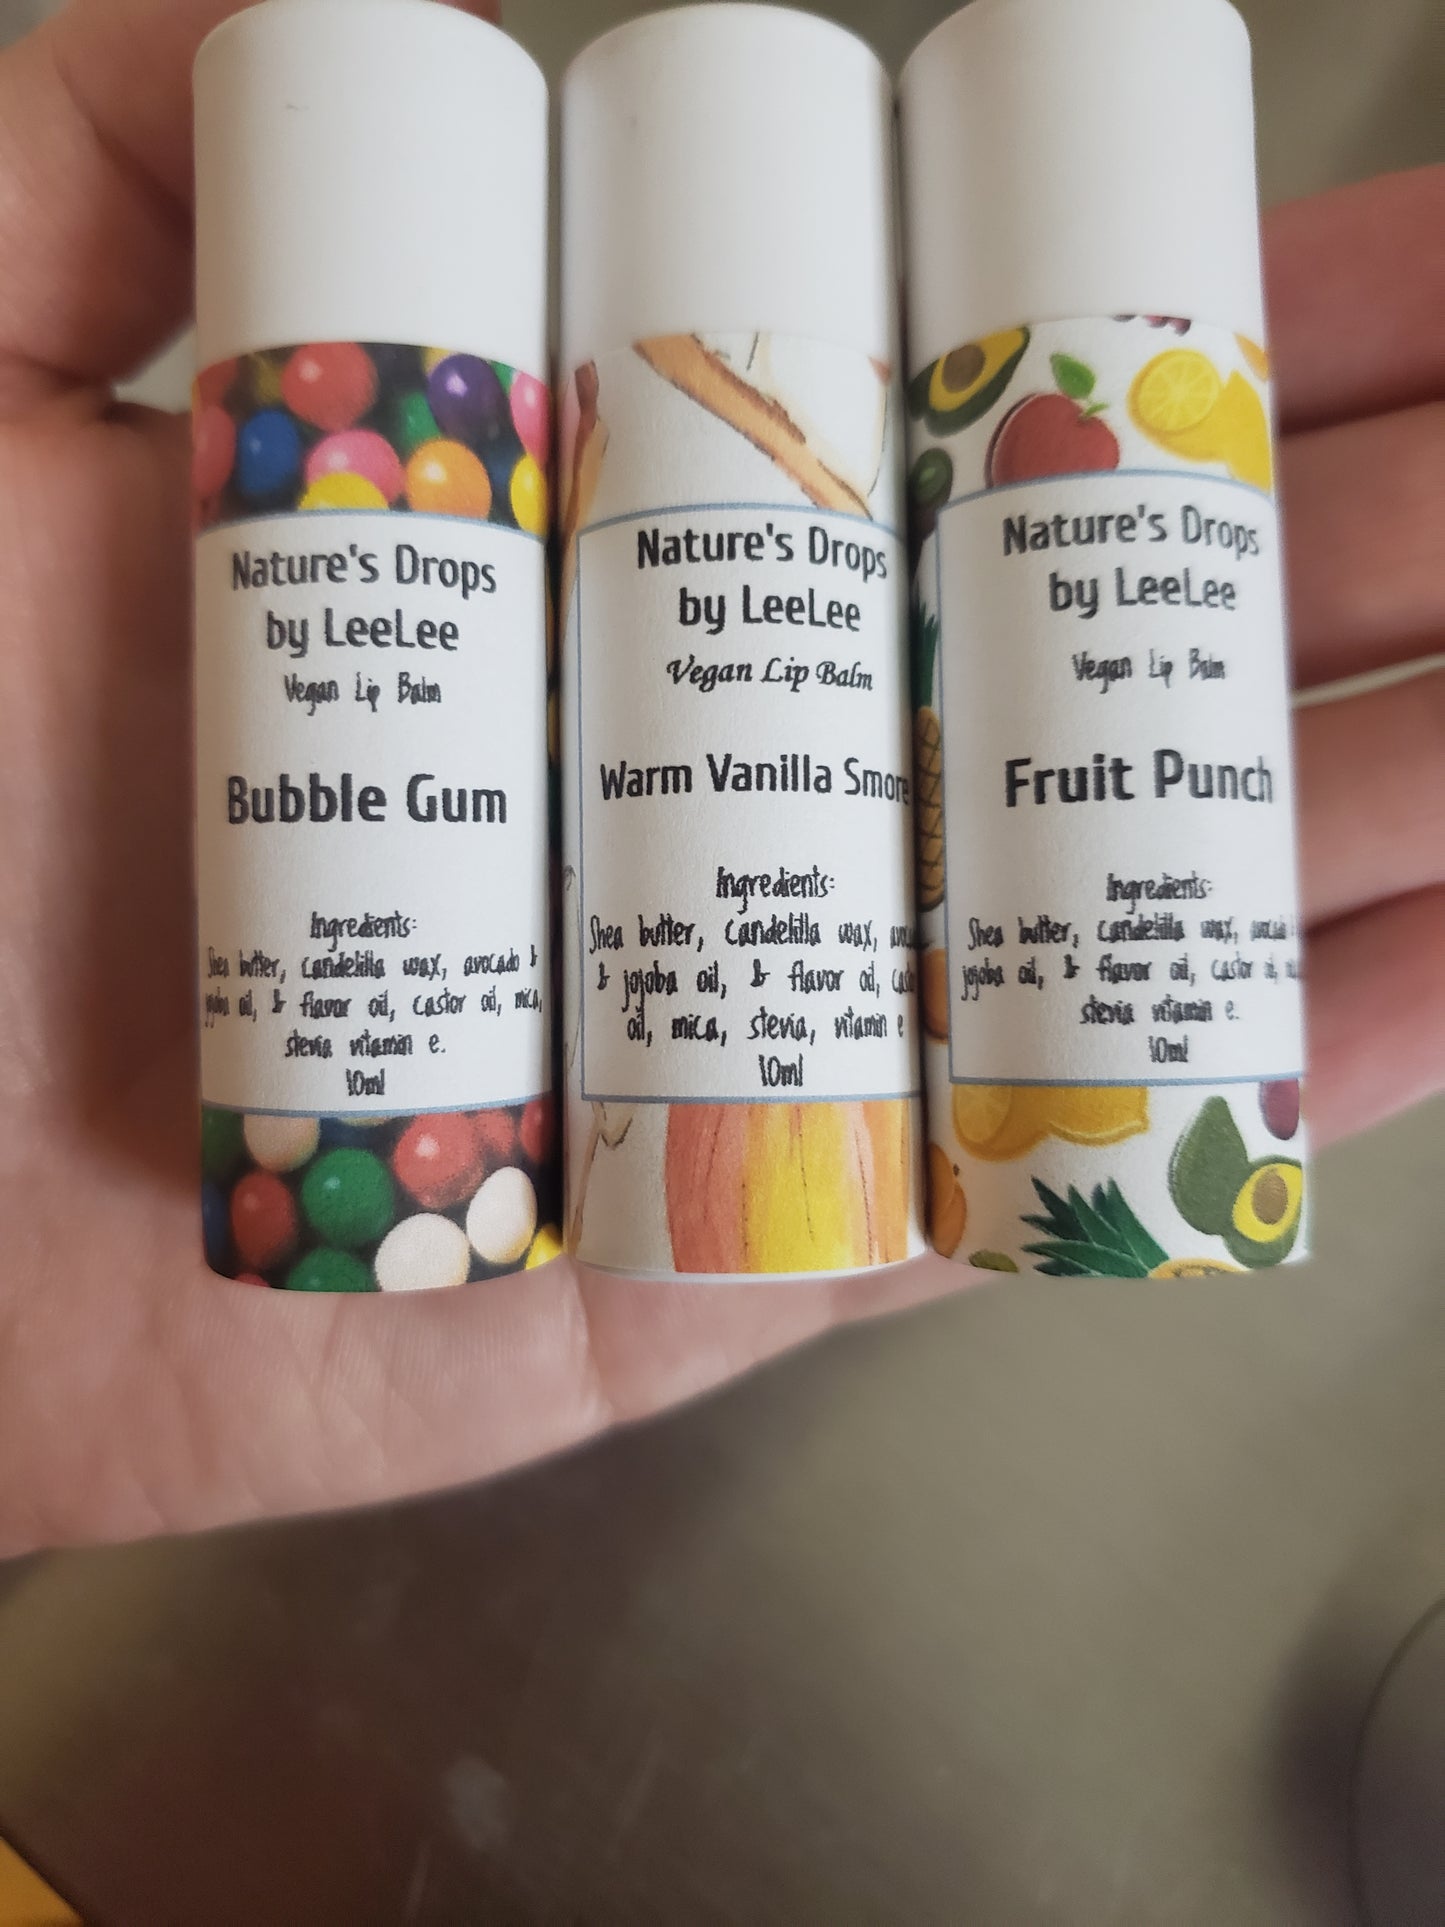 Nature's Drops
by LeeLee
Vegan Lip Balm
Bubble Gum
Ingredients:
Shea butter, candelilla wax, avocado &
jojoba oil, & flavor oil, castor oil, mica,
stevia vitamin e.
10ml
Nature's Drops
by LeeLee
Vegan Lip Balm
Warm Vanilla Smore
Ingredients:
Shea butter, candelilla wax,
& jojoba oil, & flavor oil,
oil, mica, stevia, vitamin e
10ml
Nature's Drops
by LeeLee
Vegan Lip Balm
Fruit Punch
Ingredients:
Shea butter, candelilla wax,
jojoba oil, & flavor oil, castor oil,
stevia vitamin e.
10ml